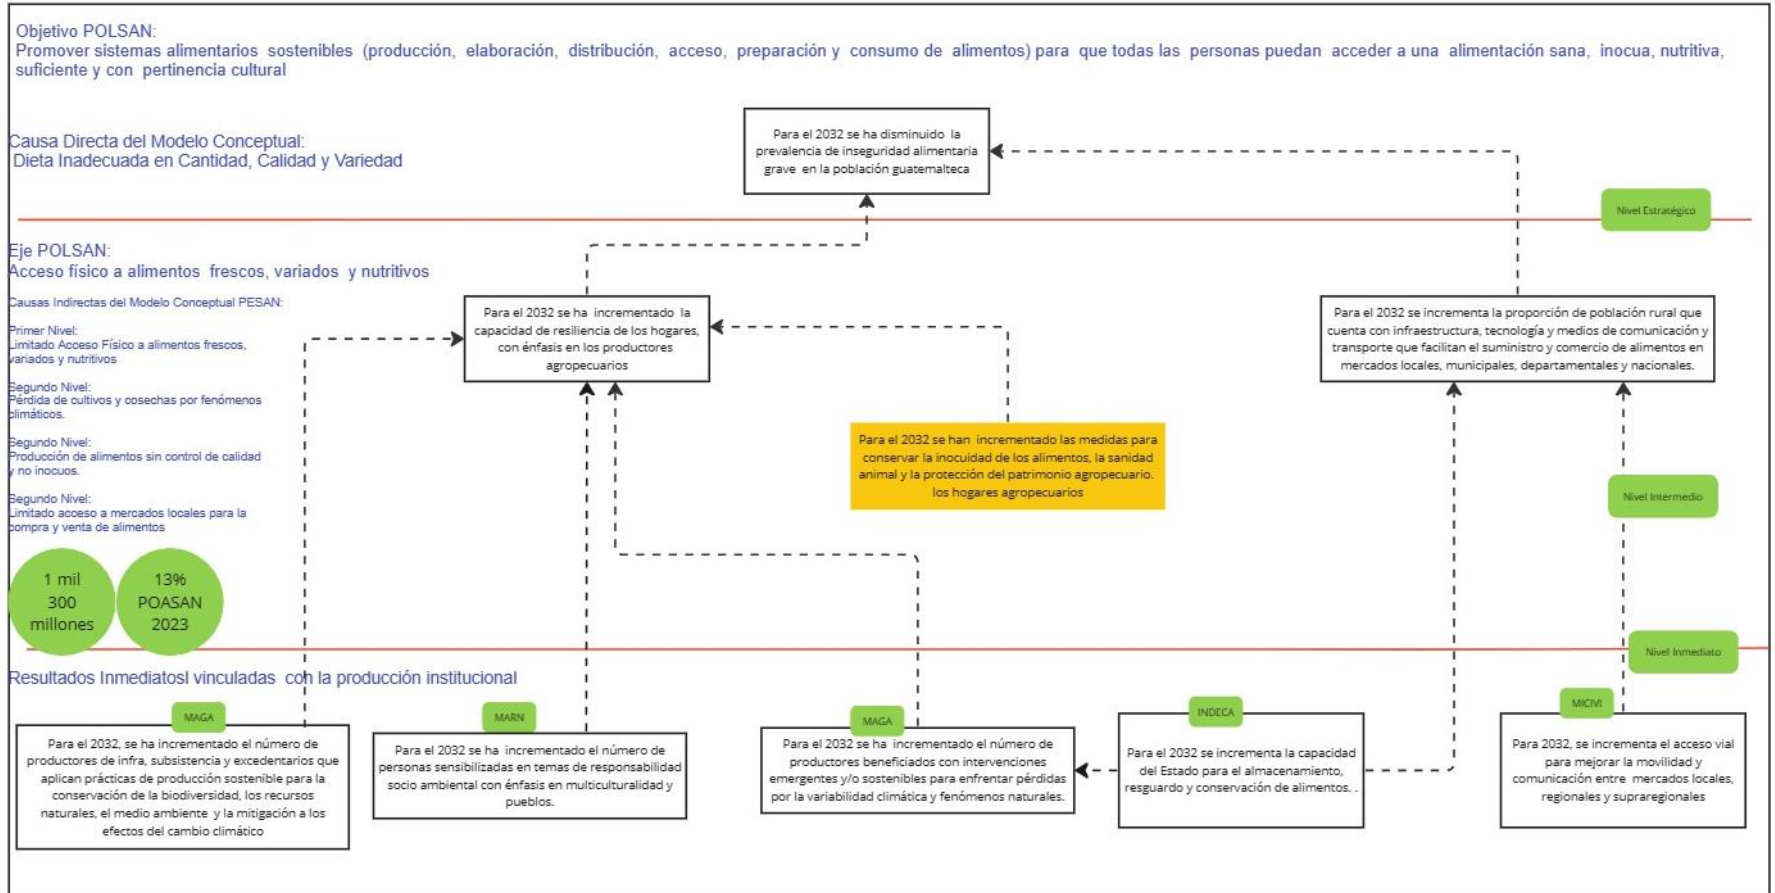 Objetivo POLSAN:
Promover sistemas alimentarios sostenibles (producción, elaboración, distribución, acceso, preparación y consumo de alimentos) para que todas las personas puedan acceder a una alimentación sana, inocua, nutritiva,
suficiente y con pertinencia cultural
Causa Directa del Modelo Conceptual:
Dieta Inadecuada en Cantidad, Calidad y Variedad
Para el 2032 se ha disminuido la
prevalencia de inseguridad alimentaria
grave en la población guatemalteca
Nivel Estratégico
Eje POLSAN:
Acceso físico a alimentos frescos, variados y nutritivos
Causas Indirectas del Modelo Conceptual PESAN:
Primer Nivel:
Limitado Acceso Físico a alimentos frescos,
variados y nutritivos
Segundo Nivel:
Pérdida de cultivos y cosechas por fenómenos
climáticos.
Segundo Nivel:
Producción de alimentos sin control de calidad
y no inocuos.
Segundo Nivel:
Limitado acceso a mercados locales para la
compra y venta de alimentos
Para el 2032 se ha incrementado la
capacidad de resiliencia de los hogares,
con énfasis en los productores
agropecuarios
Para el 2032 se incrementa la proporción de población rural que
cuenta con infraestructura, tecnología y medios de comunicación y
transporte que facilitan el suministro y comercio de alimentos en
mercados locales, municipales, departamentales y nacionales.
Para el 2032 se han incrementado las medidas para
conservar la inocuidad de los alimentos, la sanidad
animal y la protección del patrimonio agropecuario.
los hogares agropecuarios
Nivel Intermedio
1 mil
300
millones
13%
POASAN
2023
Nivel Inmediato
Resultados Inmediatosl vinculadas con la producción institucional
MAGA
Para el 2032, se ha incrementado el número de
productores de infra, subsistencia y excedentarios que
aplican prácticas de producción sostenible para la
conservación de la biodiversidad, los recursos
naturales, el medio ambiente y la mitigación a los
efectos del cambio climático
MARN
Para el 2032 se ha incrementado el número de
personas sensibilizadas en temas de responsabilidad
socio ambiental con énfasis en multiculturalidad y
pueblos.
MAGA
Para el 2032 se ha incrementado el número de
productores beneficiados con intervenciones
emergentes y/o sostenibles para enfrentar pérdidas
por la variabilidad climática y fenómenos naturales.
INDECA
Para el 2032 se incrementa la capacidad
del Estado para el almacenamiento,
resguardo y conservación de alimentos. .
MICIVI
Para 2032, se incrementa el acceso vial
para mejorar la movilidad y
comunicación entre mercados locales,
regionales y supraregionales